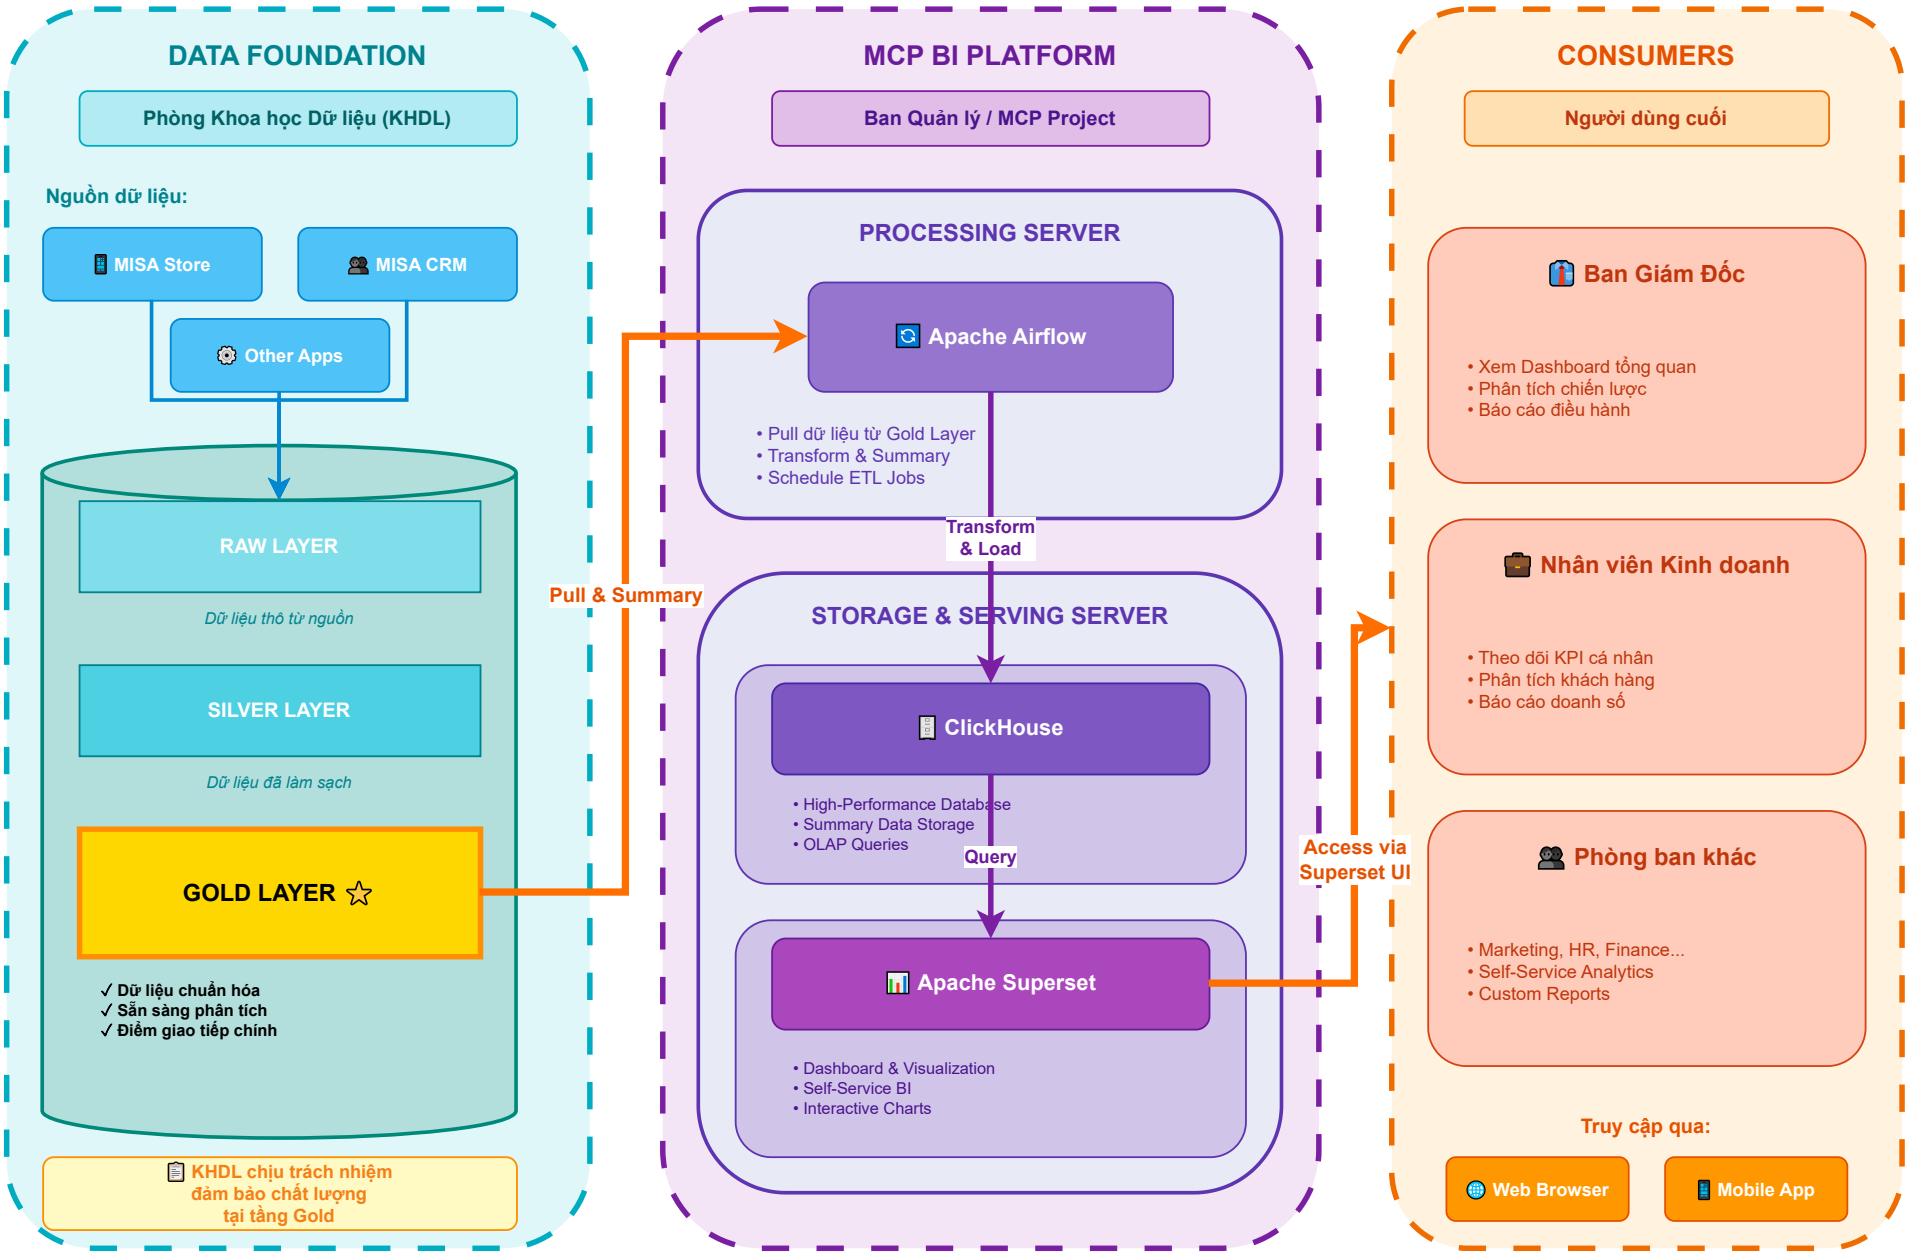 DATA FOUNDATION
Phòng Khoa học Dữ liệu (KHDL)
Nguồn dữ liệu:
MISA Store
MISA CRM
Other Apps
RAW LAYER
Dữ liệu thô từ nguồn
SILVER LAYER
Dữ liệu đã làm sạch
GOLD LAYER ☆
✓ Dữ liệu chuẩn hóa
✓ Sẵn sàng phân tích
✓ Điểm giao tiếp chính
KHDL chịu trách nhiệm
đảm bảo chất lượng
tại tầng Gold
Pull & Summary
MCP BI PLATFORM
Ban Quản lý / MCP Project
PROCESSING SERVER
Apache Airflow
• Pull dữ liệu từ Gold Layer
• Transform & Summary
• Schedule ETL Jobs
Transform
& Load
STORAGE & SERVING SERVER
ClickHouse
• High-Performance Database
• Summary Data Storage
• OLAP Queries
Query
Apache Superset
• Dashboard & Visualization
• Self-Service BI
• Interactive Charts
Access via
Superset UI
CONSUMERS
Người dùng cuối
Ban Giám Đốc
• Xem Dashboard tổng quan
• Phân tích chiến lược
• Báo cáo điều hành
Nhân viên Kinh doanh
• Theo dõi KPI cá nhân
• Phân tích khách hàng
• Báo cáo doanh số
Phòng ban khác
• Marketing, HR, Finance...
• Self-Service Analytics
• Custom Reports
Truy cập qua:
Web Browser
Mobile App